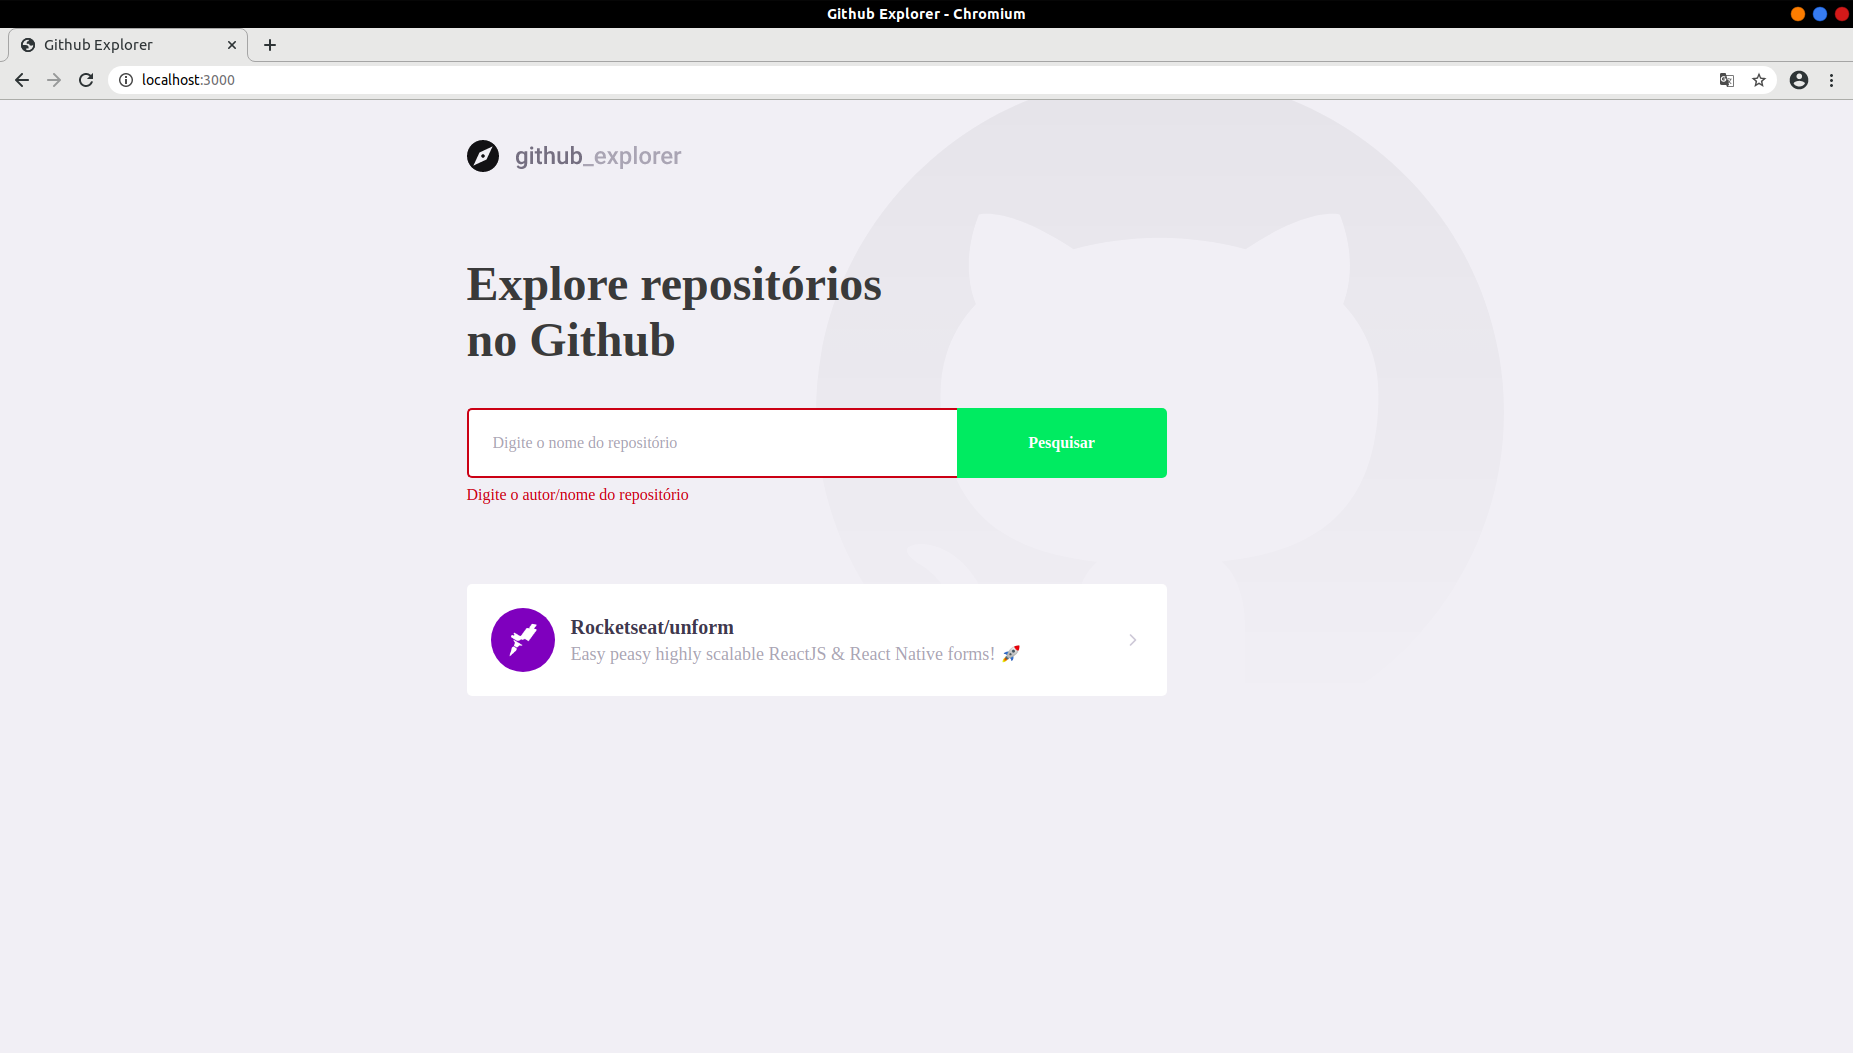 Github Explorer - Chromium
Github Explorer
localhost:3000
github_explorer
Explore repositórios
no Github
Digite o nome do repositório
Pesquisar
Digite o autor/nome do repositório
Rocketseat/unform
Easy peasy highly scalable ReactJS & React Native forms! 🚀